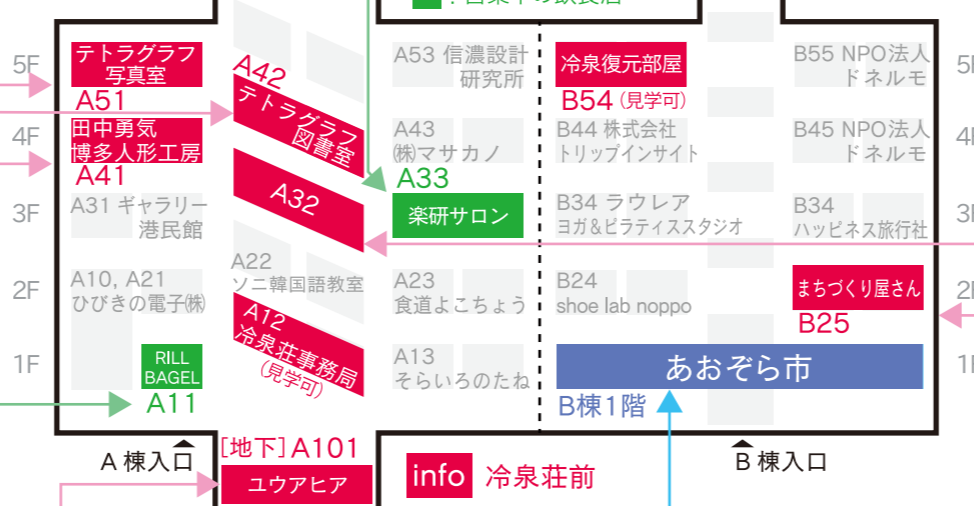 5F
テトラグラフ
写真室
A51
A42
テトラグラフ
図書室
A53 信濃設計
研究所
冷泉復元部屋
B54 (見学可)
B55 NPO法人
ドネルモ
4F
田中勇気
博多人形工房
A41
A43
㈱マサカノ
B44 株式会社
トリップインサイト
B45 NPO法人
ドネルモ
3F
A31 ギャラリー
港民館
A32
A33
楽研サロン
B34 ラウレア
ヨガ&ピラティススタジオ
B34
ハッピネス旅行社
2F
A10, A21
ひびきの電子㈱
A22
ソニ韓国語教室
A23
食道よこちょう
B24
shoe lab noppo
まちづくり屋さん
B25
1F
RILL
BAGEL
A11
A12
冷泉荘事務局
(見学可)
A13
そらいろのたね
あおぞら市
B棟1階
A 棟入口
[地下] A101
ユウアヒア
info 冷泉荘前
B 棟入口